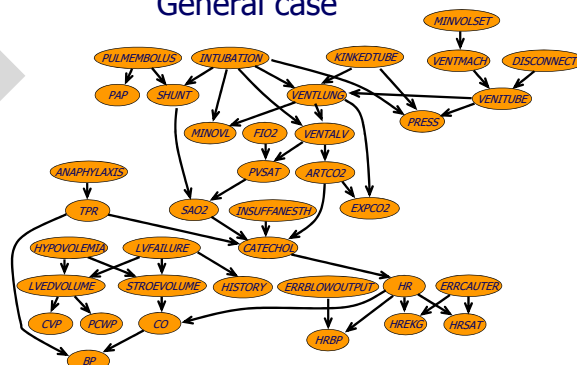 General case
MINVOLSET
PULMEMBOLUS INTUBATION KINKEDTUBE VENTMACH DISCONNECT
PAP SHUNT VENTLUNG VENITUBE
MINOVL FIO2 VENTALV PRESS
ANAPHYLAXIS PVSAT ARTCO2
TPR SAO2 INSUFFANESTH EXPCO2
HYPOVOLEMIA LVFAILURE CATECHOL
LVEDVOLUME STROEVOLUME HISTORY ERRBLOWOUTPUT HR ERRCAUTER
CVP PCWP CO HREKG HRSAT
HRBP
BP